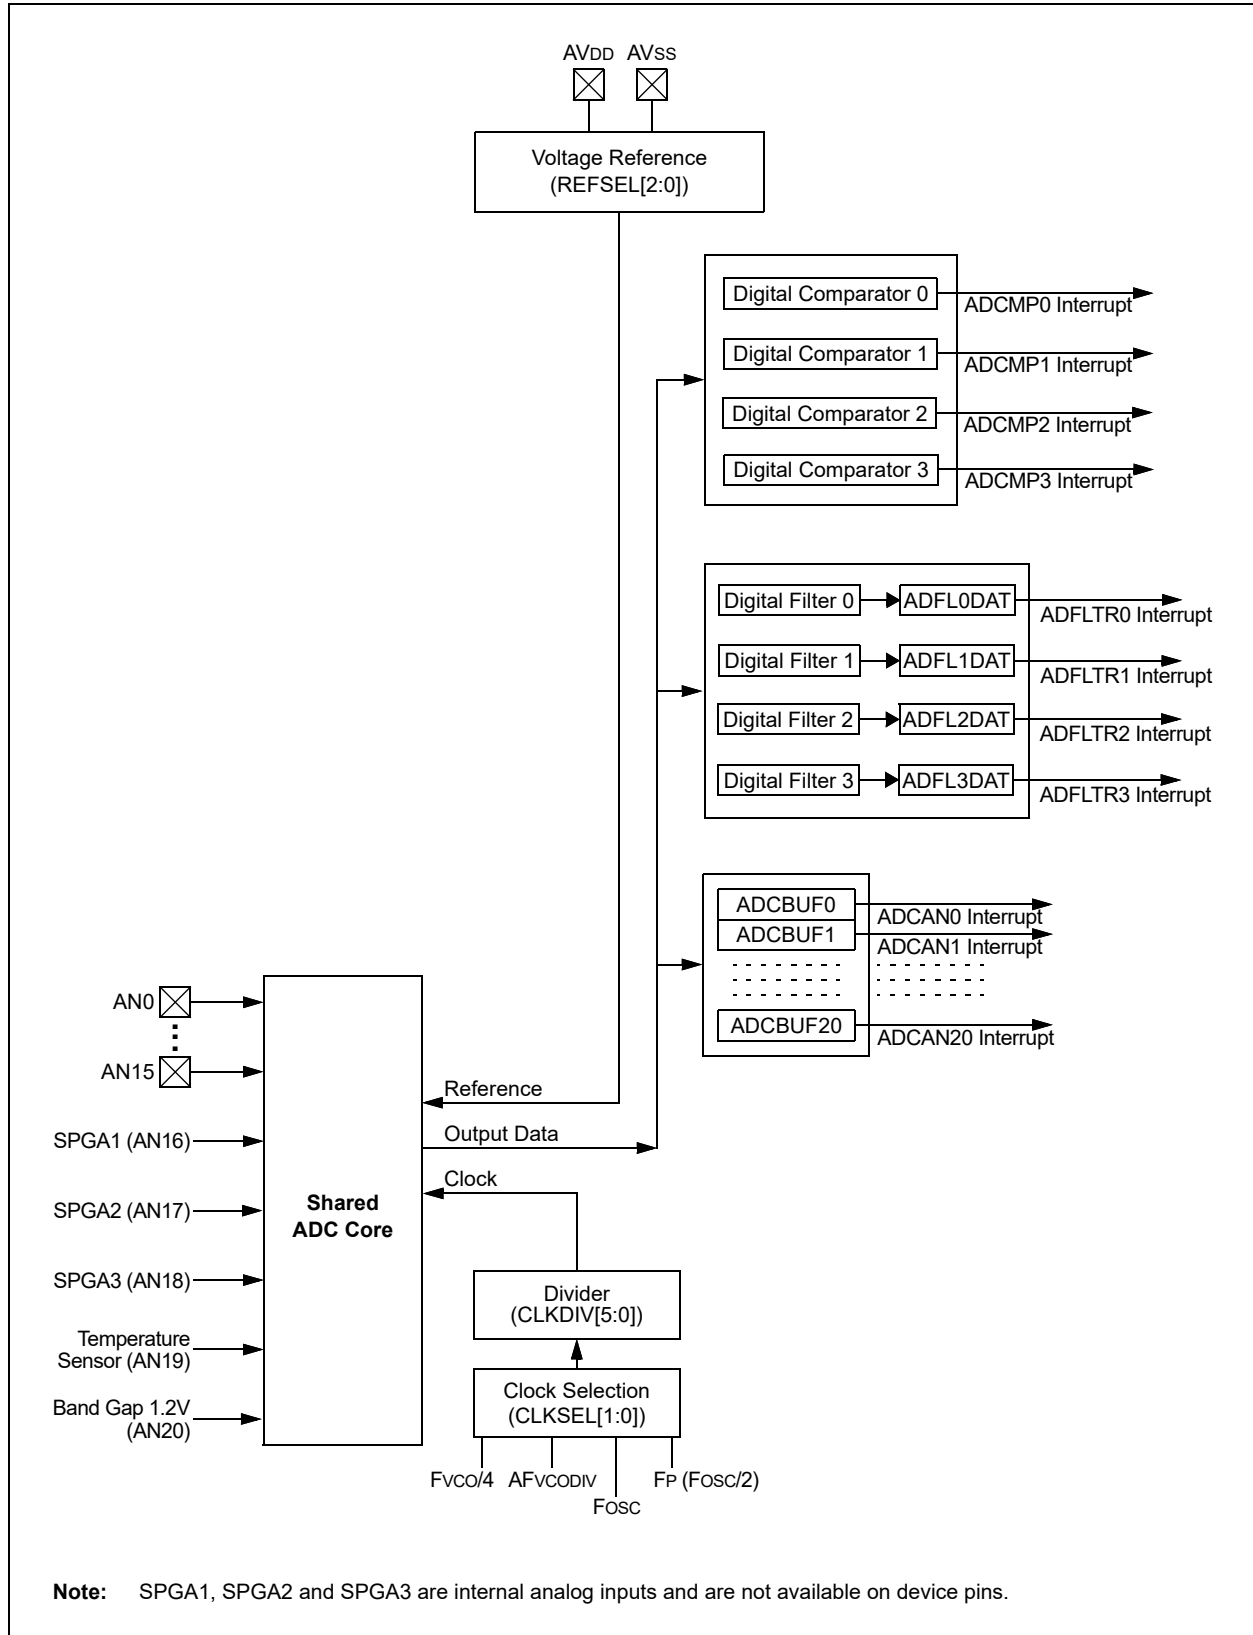 AVDD AVSS
Voltage Reference
(REFSEL[2:0])
Digital Comparator 0
ADCMP0 Interrupt
Digital Comparator 1
ADCMP1 Interrupt
Digital Comparator 2
ADCMP2 Interrupt
Digital Comparator 3
ADCMP3 Interrupt
Digital Filter 0
ADFL0DAT
ADFLTR0 Interrupt
Digital Filter 1
ADFL1DAT
ADFLTR1 Interrupt
Digital Filter 2
ADFL2DAT
ADFLTR2 Interrupt
Digital Filter 3
ADFL3DAT
ADFLTR3 Interrupt
ADCBUF0
ADCAN0 Interrupt
ADCBUF1
ADCAN1 Interrupt
ADCBUF20
ADCAN20 Interrupt
AN0
AN15
SPGA1 (AN16)
SPGA2 (AN17)
SPGA3 (AN18)
Temperature
Sensor (AN19)
Band Gap 1.2V
(AN20)
Shared
ADC Core
Reference
Output Data
Clock
Divider
(CLKDIV[5:0])
Clock Selection
(CLKSEL[1:0])
FVCO/4 AFVCODIV FP (FOSC/2)
FOSC
Note: SPGA1, SPGA2 and SPGA3 are internal analog inputs and are not available on device pins.